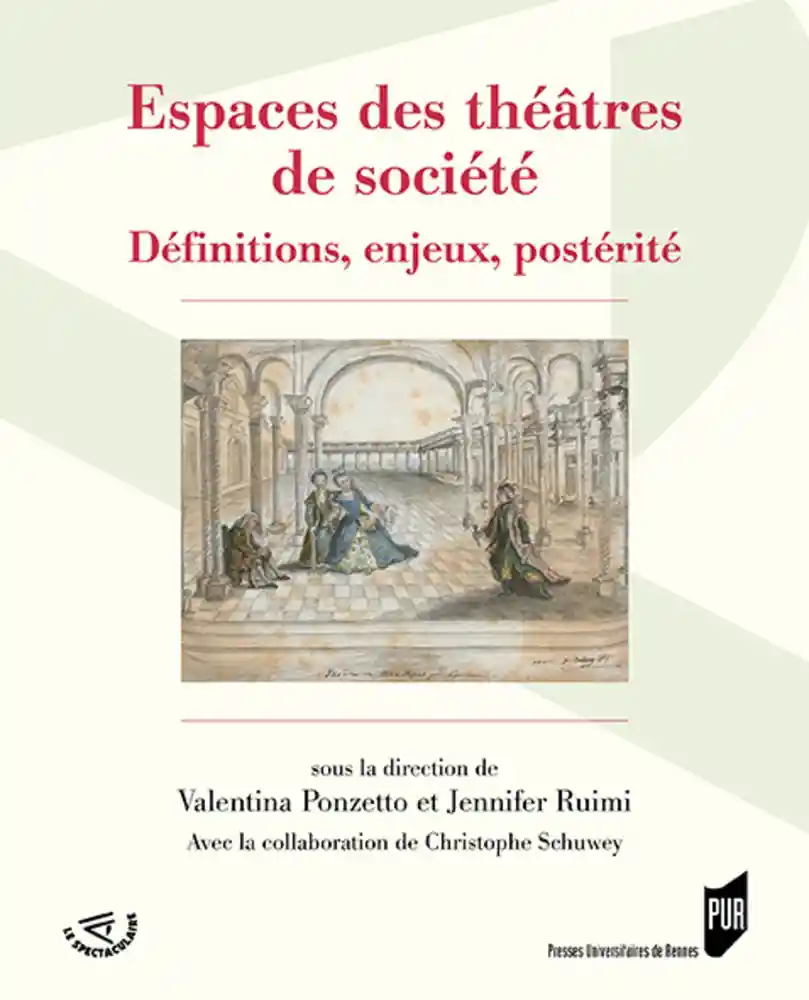 Espaces des théâtres
de société
Définitions, enjeux, postérité
sous la direction de
Valentina Ponzetto et Jennifer Ruimi
Avec la collaboration de Christophe Schuwey
LE SPECTACULAIRE
PUR
Presses Universitaires de Rennes